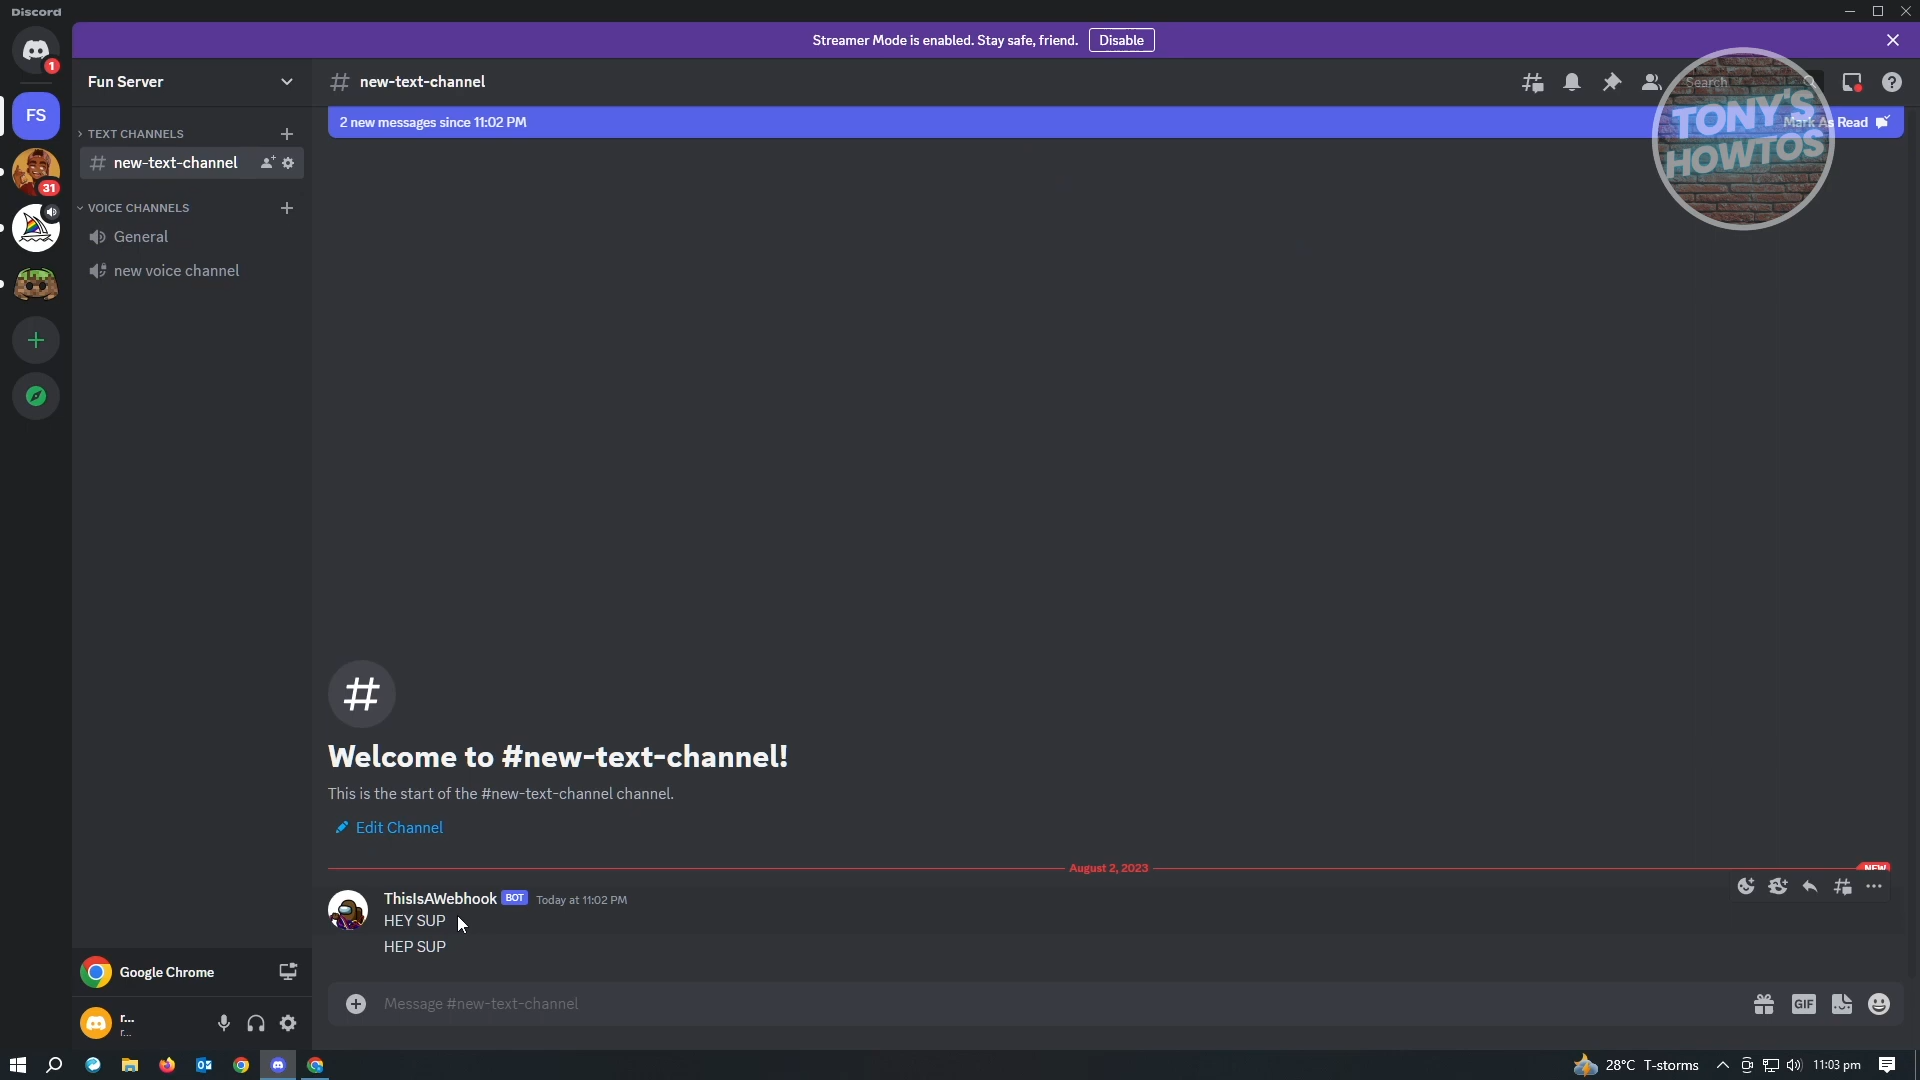 Discord
Streamer Mode is enabled. Stay safe, friend.
Disable
1
Fun Server
new-text-channel
Search
2 new messages since 11:02 PM
Mark As Read
TONY'S
HOWTOS
FS
TEXT CHANNELS
new-text-channel
31
VOICE CHANNELS
General
new voice channel
Welcome to #new-text-channel!
This is the start of the #new-text-channel channel.
Edit Channel
August 2, 2023
NEW
ThisIsAWebhook BOT Today at 11:02 PM
HEY SUP
HEP SUP
Google Chrome
Message #new-text-channel
GIF
r...
r...
28°C T-storms
11:03 pm